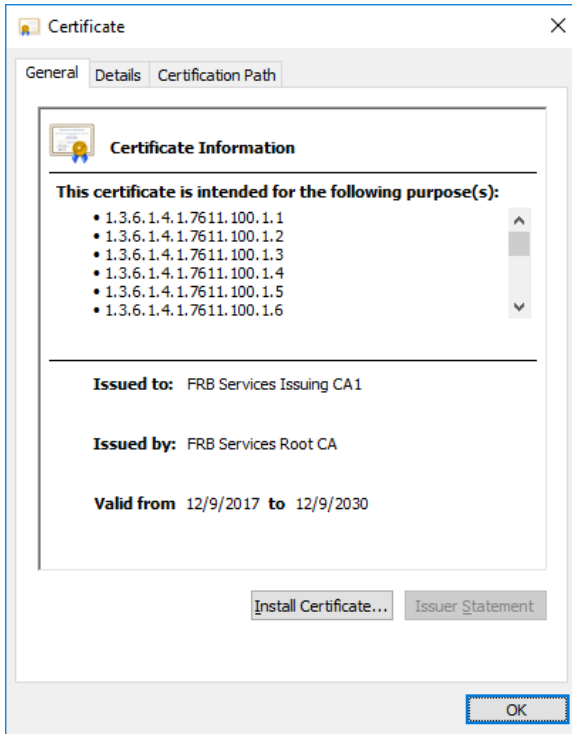 Certificate
General Details Certification Path
Certificate Information
This certificate is intended for the following purpose(s):
• 1.3.6.1.4.1.7611.100.1.1
• 1.3.6.1.4.1.7611.100.1.2
• 1.3.6.1.4.1.7611.100.1.3
• 1.3.6.1.4.1.7611.100.1.4
• 1.3.6.1.4.1.7611.100.1.5
• 1.3.6.1.4.1.7611.100.1.6
Issued to: FRB Services Issuing CA1
Issued by: FRB Services Root CA
Valid from 12/9/2017 to 12/9/2030
Install Certificate... Issuer Statement
OK